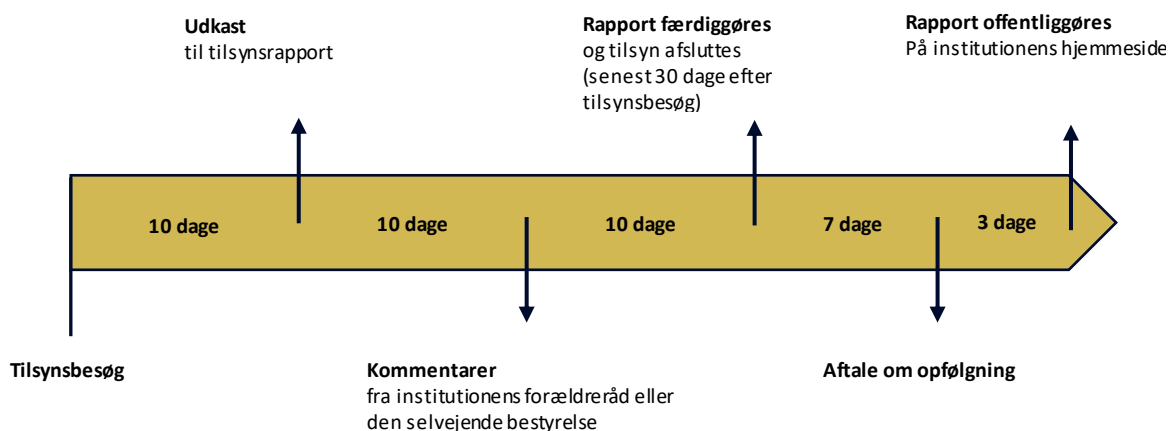 Udkast
til tilsynsrapport
Rapport færdiggøres
og tilsyn afsluttes
(senest 30 dage efter
tilsynsbesøg)
Rapport offentliggøres
På institutionens hjemmeside
10 dage
10 dage
10 dage
7 dage
3 dage
Tilsynsbesøg
Kommentarer
fra institutionens forældreråd eller
den selvejende bestyrelse
Aftale om opfølgning